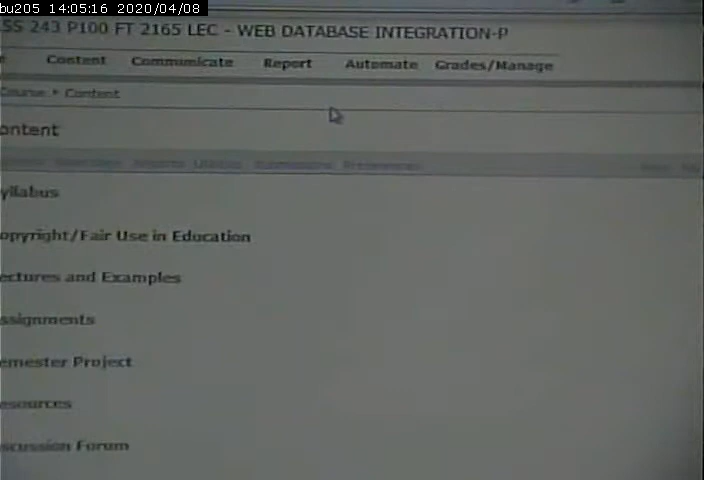 bu205 14:05:16 2020/04/08
SS 243 P100 FT 2165 LEC - WEB DATABASE INTEGRATION-P
Content Communicate Report Automate Grades/Manage
Course Content
ontent
yllabus
opyright/Fair Use in Education
ectures and Examples
ssignments
emester Project
esources
scussion Forum